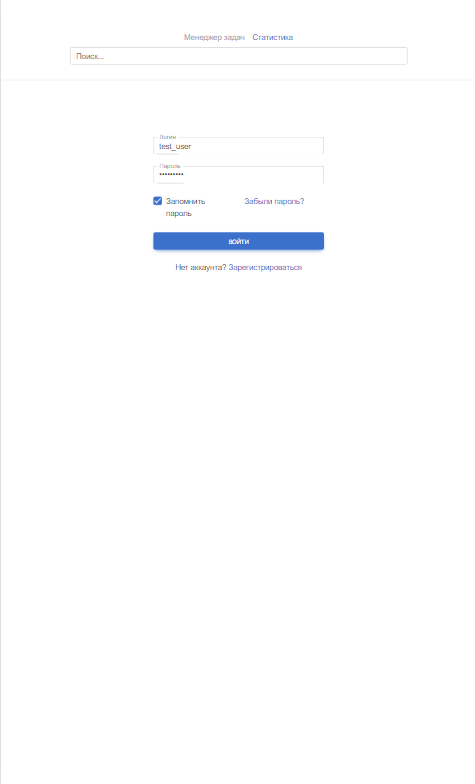 Менеджер задач · Статистика
Поиск...
Логин
test_user
Пароль
•••••••••
Запомнить
пароль
Забыли пароль?
ВОЙТИ
Нет аккаунта? Зарегистрироваться